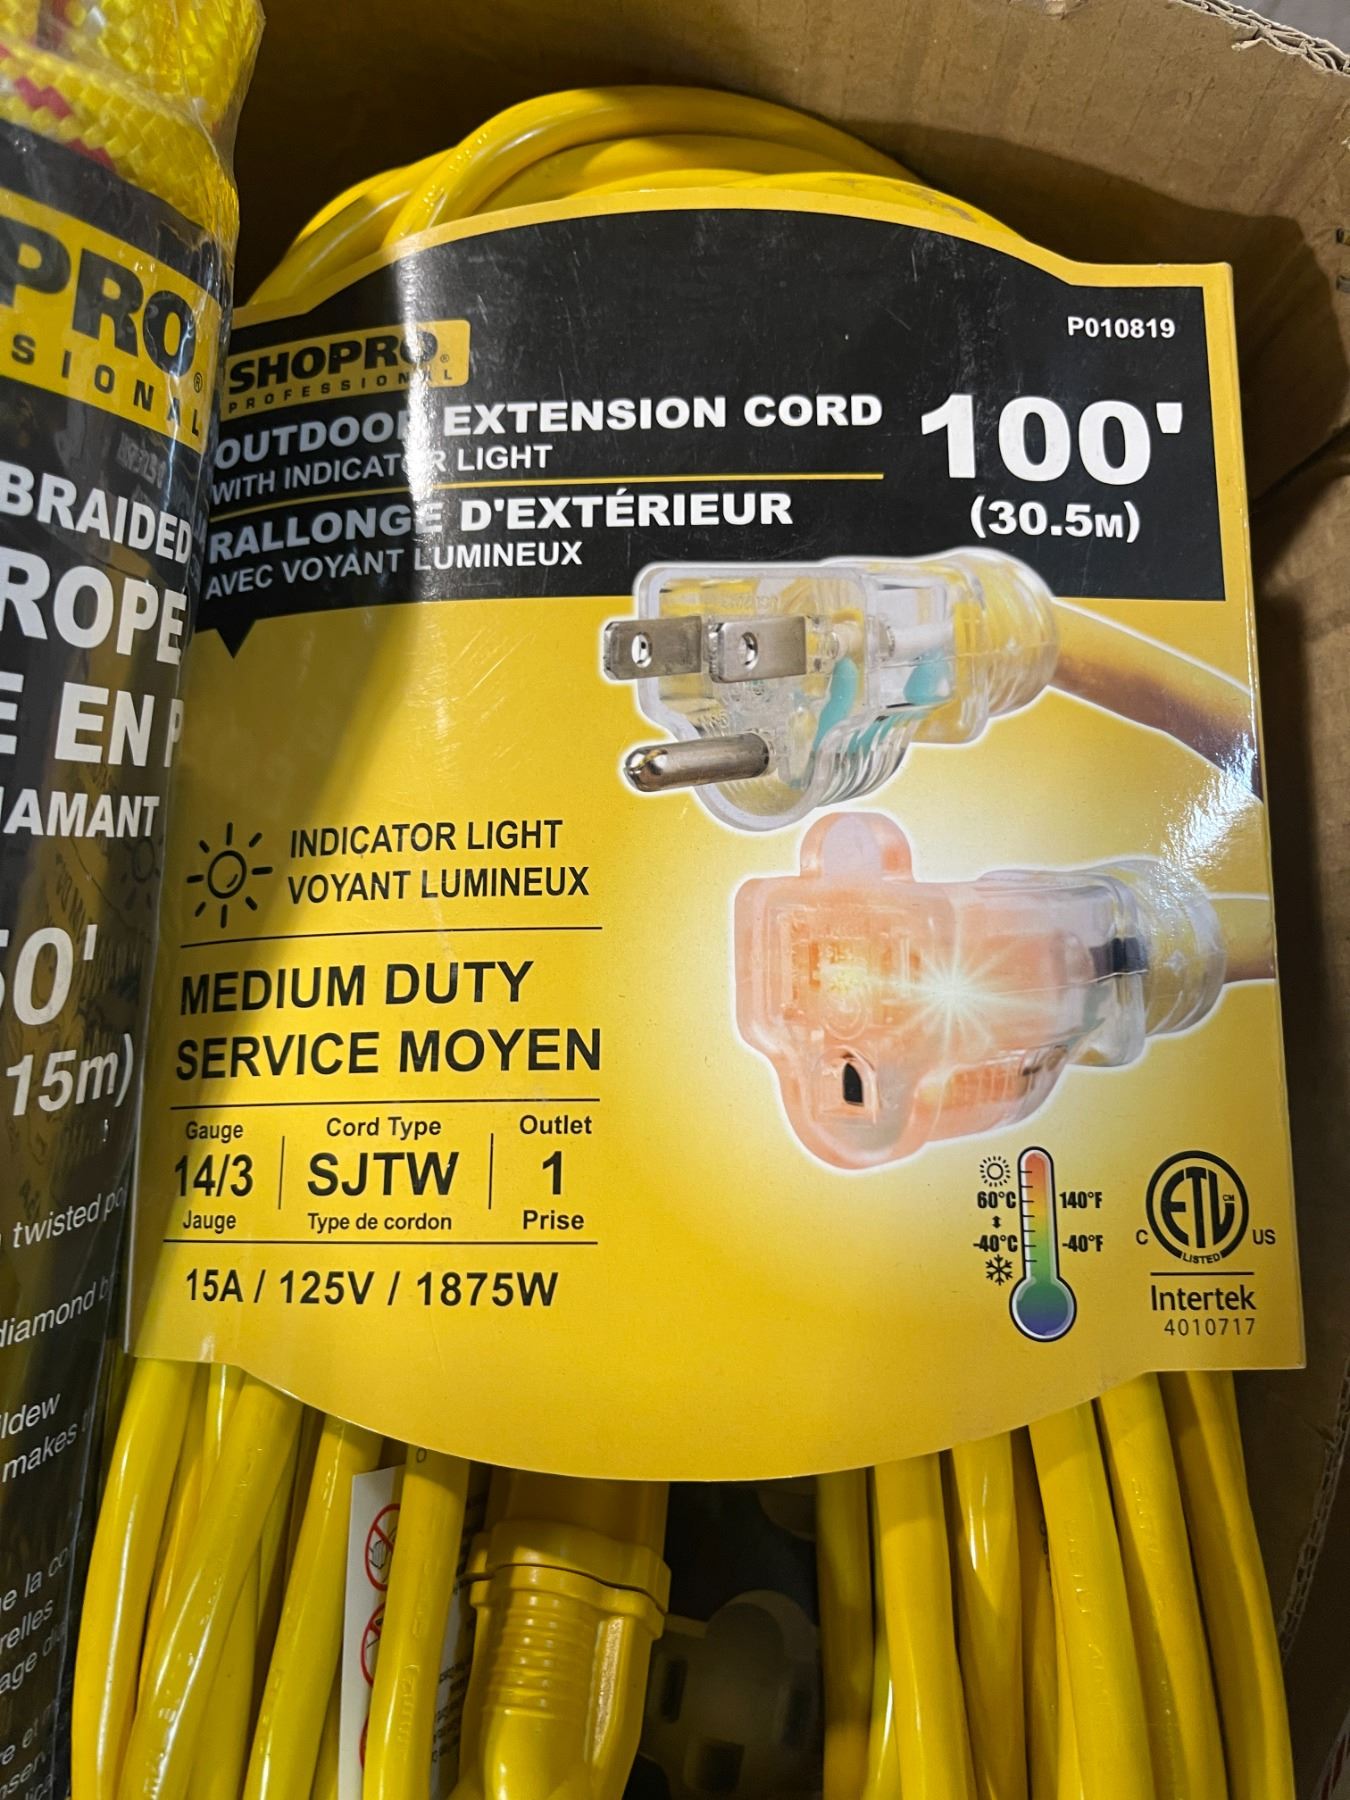 PRO®
SIONAL
BRAIDED
ROPE
E EN P
IAMANT
50'
15m)
twisted
diamond
ildew
makes
relles
SHOPRO®
PROFESSIONAL
P010819
OUTDOOR EXTENSION CORD
WITH INDICATOR LIGHT
100'
(30.5M)
RALLONGE D'EXTÉRIEUR
AVEC VOYANT LUMINEUX
INDICATOR LIGHT
VOYANT LUMINEUX
MEDIUM DUTY
SERVICE MOYEN
Gauge Cord Type Outlet
14/3 SJTW 1
Jauge Type de cordon Prise
15A / 125V / 1875W
60°C 140°F
-40°C -40°F
ETL CM
LISTED
C US
Intertek
4010717